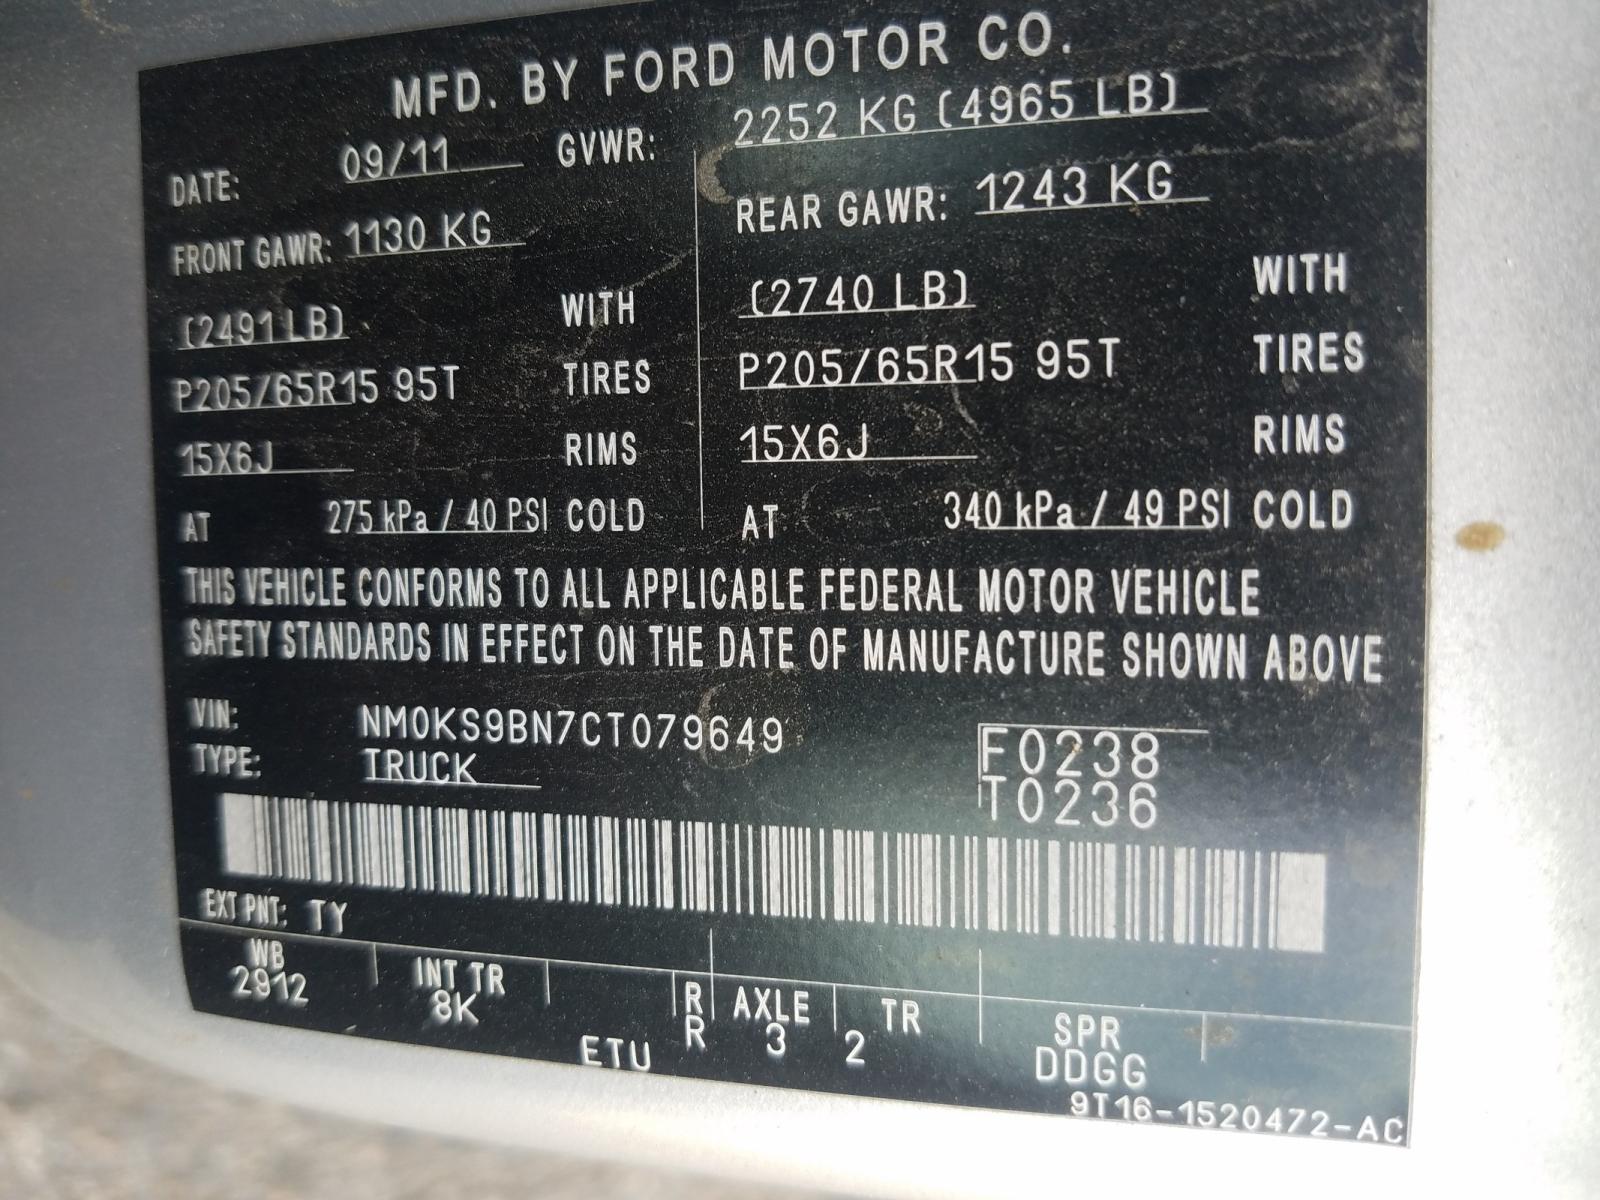 MFD. BY FORD MOTOR CO.
DATE: 09/11 GVWR: 2252 KG (4965 LB)
FRONT GAWR: 1130 KG REAR GAWR: 1243 KG
(2491 LB) WITH (2740 LB) WITH
P205/65R15 95T TIRES P205/65R15 95T TIRES
15X6J RIMS 15X6J RIMS
AT 275 kPa / 40 PSI COLD AT 340 kPa / 49 PSI COLD
THIS VEHICLE CONFORMS TO ALL APPLICABLE FEDERAL MOTOR VEHICLE
SAFETY STANDARDS IN EFFECT ON THE DATE OF MANUFACTURE SHOWN ABOVE
VIN: NM0KS9BN7CT079649 F0238
TYPE: TRUCK T0236
EXT PNT: TY
WB INT TR R AXLE TR SPR
2912 8K ETU R 3 2 DDGG
9T16-1520472-AC